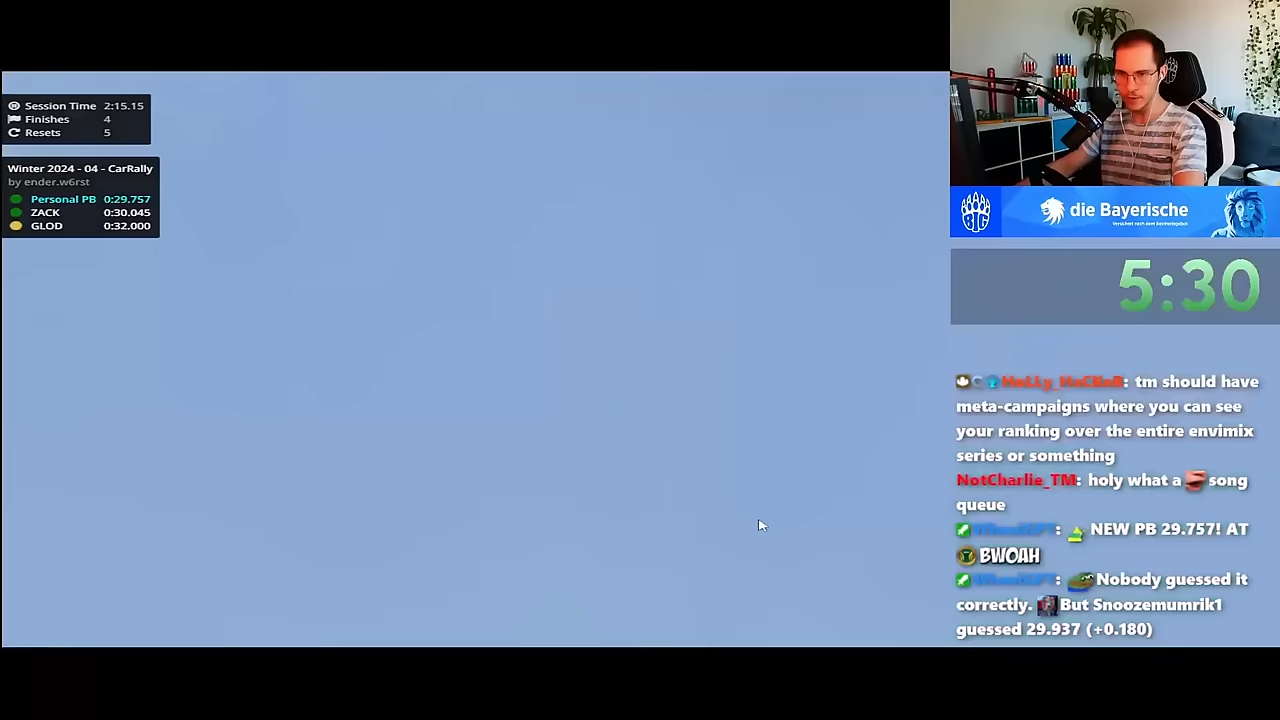 Session Time 2:15.15
Finishes 4
Resets 5
Winter 2024 - 04 - CarRally
by ender.w6rst
Personal PB 0:29.757
ZACK 0:30.045
GLOD 0:32.000
BIG
die Bayerische
5:30
: tm should have
meta-campaigns where you can see
your ranking over the entire envimix
series or something
NotCharlie_TM: holy what a song
queue
: NEW PB 29.757! AT
BWOAH
: Nobody guessed it
correctly. But Snoozemumrik1
guessed 29.937 (+0.180)